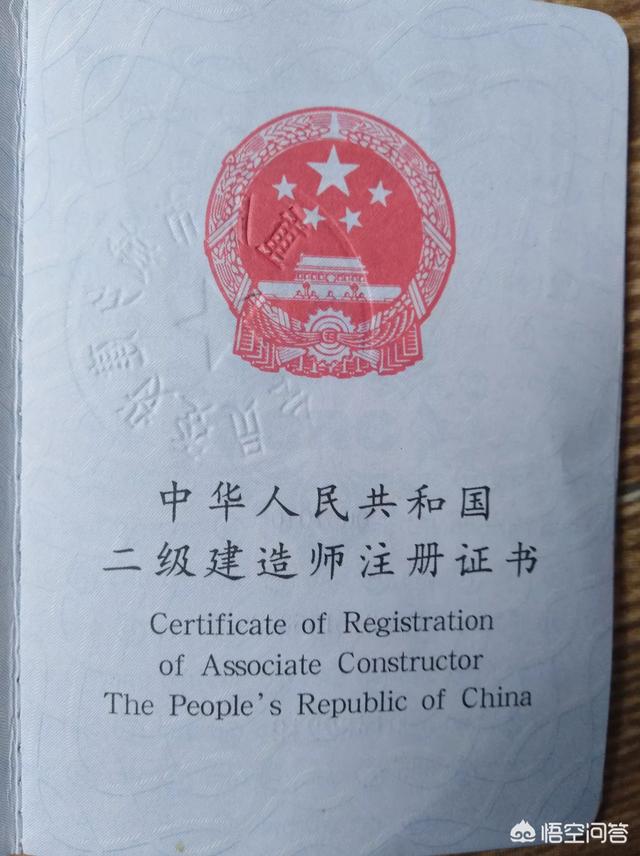 中华人民共和国
二级建造师注册证书
Certificate of Registration
of Associate Constructor
The People's Republic of China
悟空问答